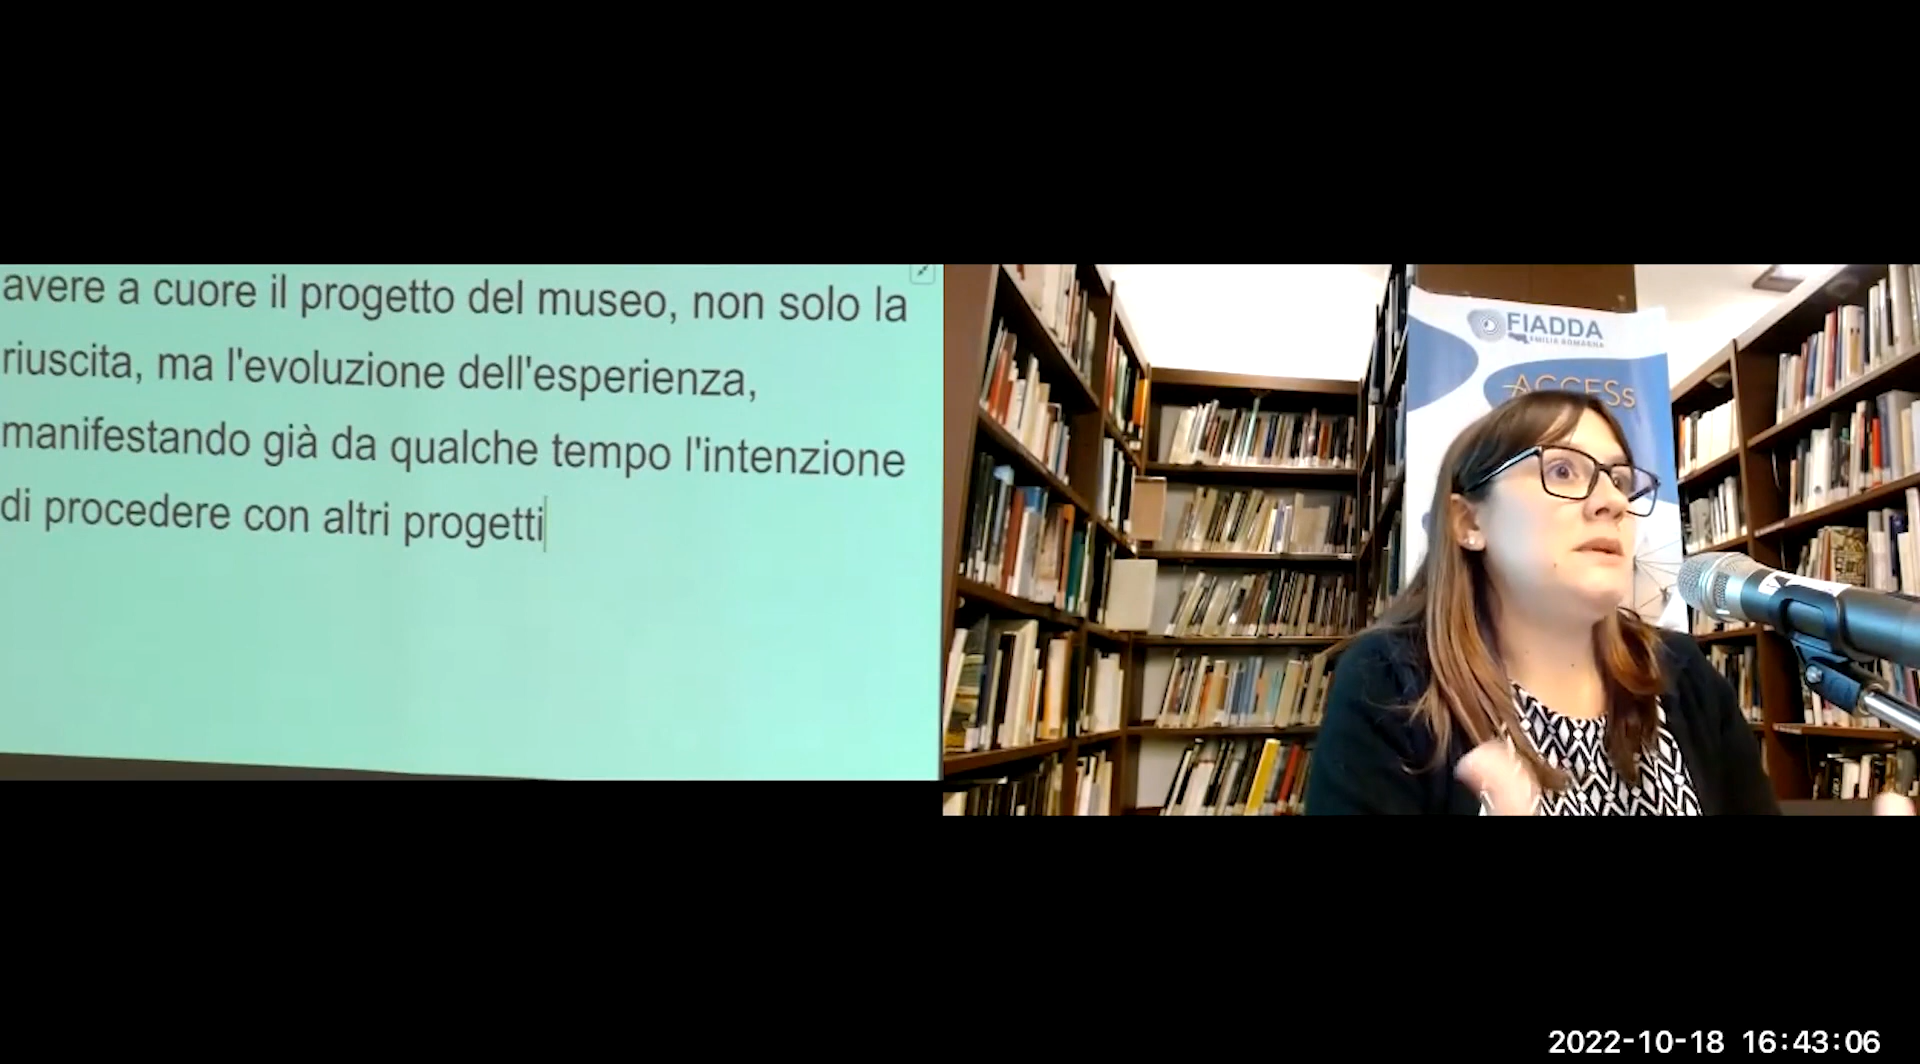 avere a cuore il progetto del museo, non solo la
riuscita, ma l'evoluzione dell'esperienza,
manifestando già da qualche tempo l'intenzione
di procedere con altri progetti
FIADDA
EMILIA ROMAGNA
ACCESs
2022-10-18 16:43:06